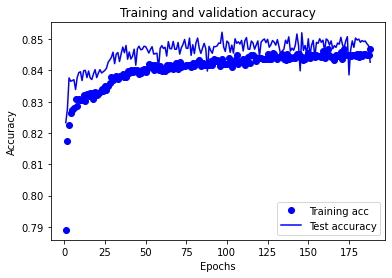 Training and validation accuracy
0.85
0.84
0.83
0.82
0.81
0.80
0.79
Accuracy
0 25 50 75 100 125 150 175
Epochs
Training acc
Test accuracy